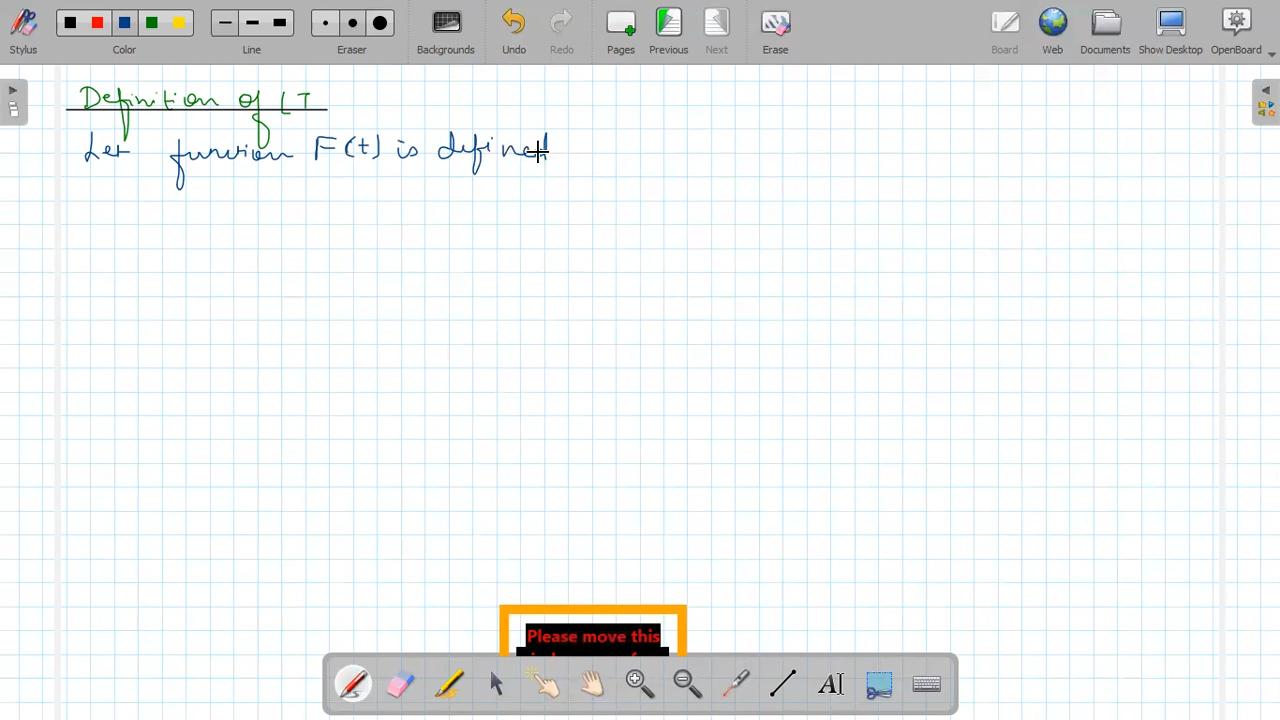 Stylus
Color
Line
Eraser
Backgrounds
Undo
Redo
Pages
Previous
Next
Erase
Board
Web
Documents
Show Desktop
OpenBoard
Definition of LT
Let function F(t) is defined
Please move this